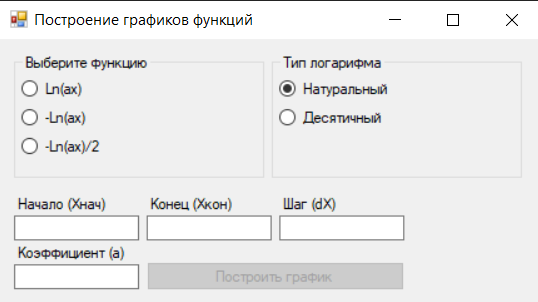 Построение графиков функций
Выберите функцию
Ln(ax)
-Ln(ax)
-Ln(ax)/2
Тип логарифма
Натуральный
Десятичный
Начало (Xнач) Конец (Xкон) Шаг (dX)
Коэффициент (a)
Построить график